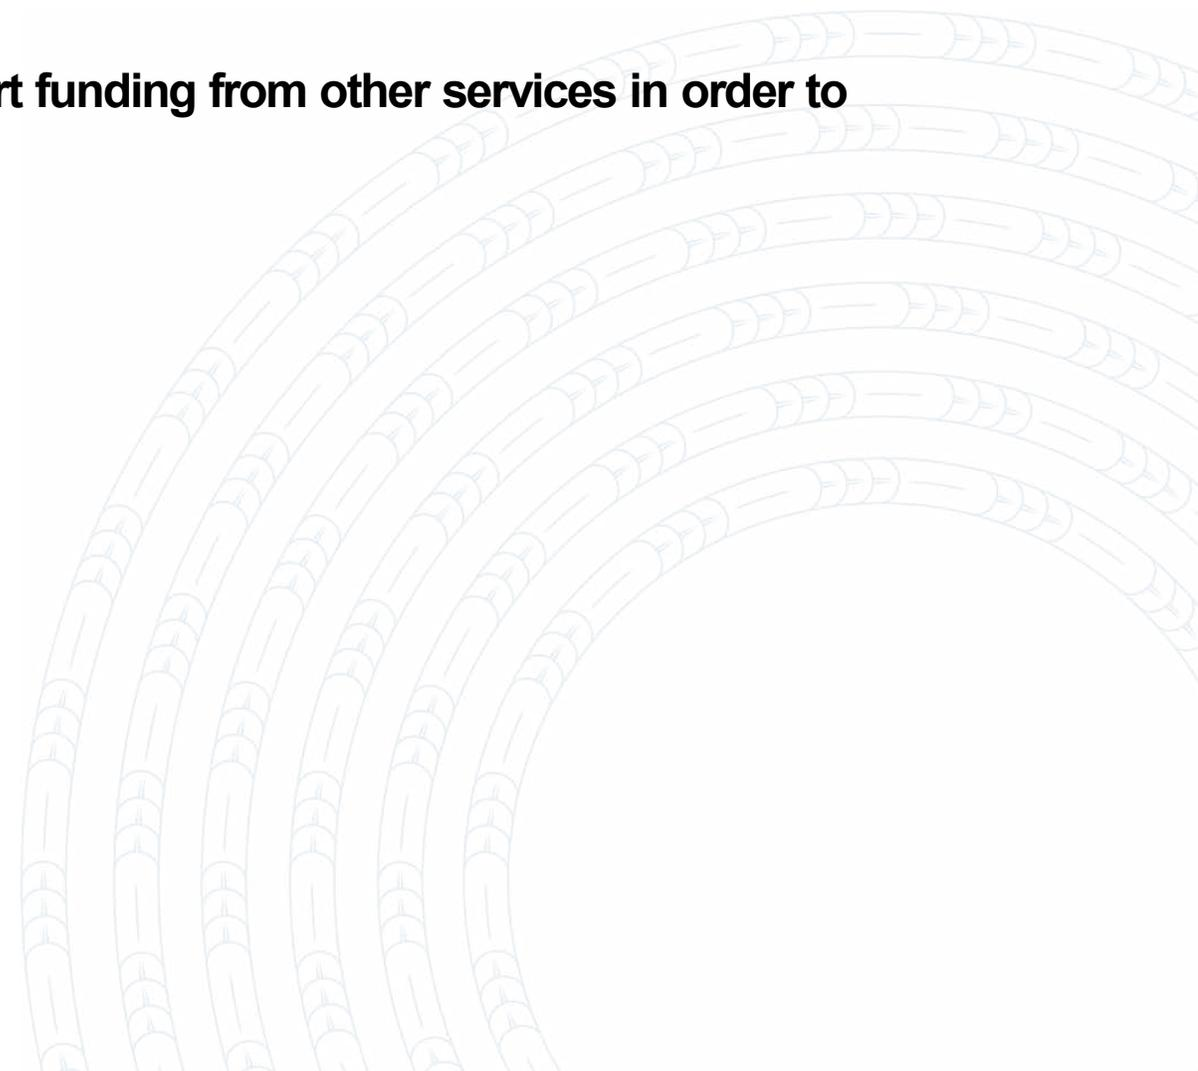 rt funding from other services in order to